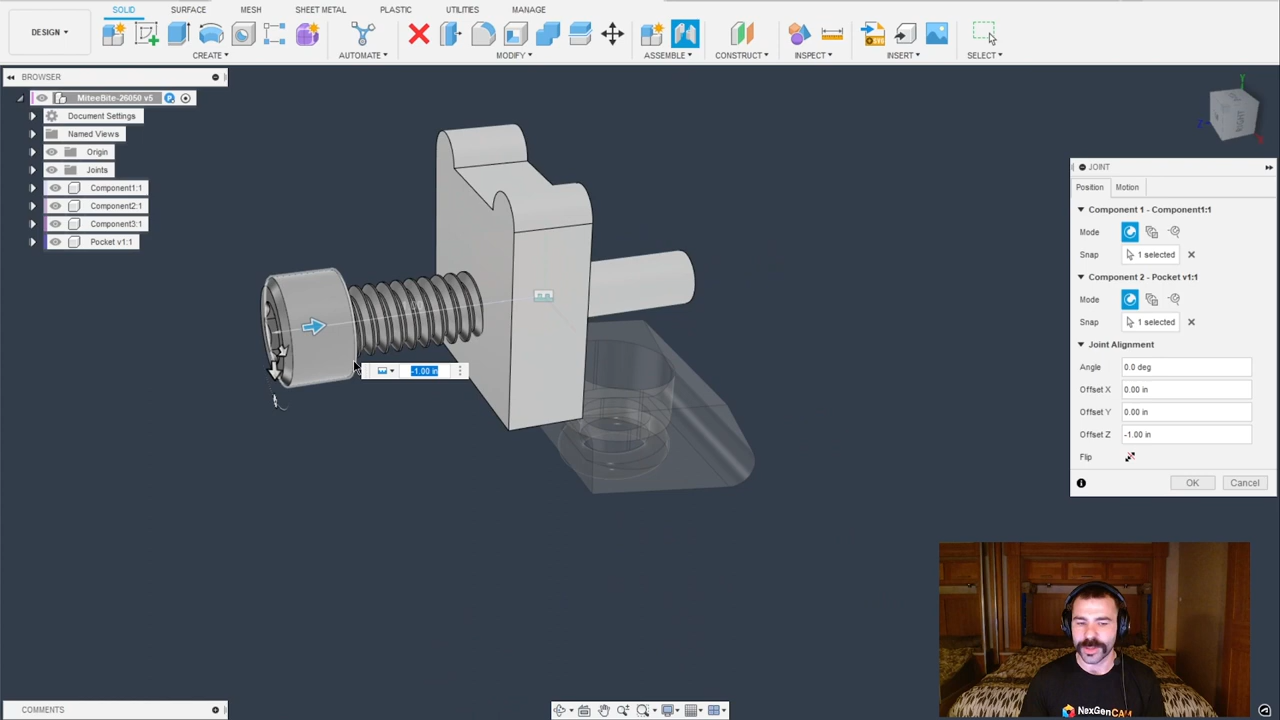 SOLID SURFACE MESH SHEET METAL PLASTIC UTILITIES MANAGE
DESIGN
CREATE AUTOMATE MODIFY ASSEMBLE CONSTRUCT INSPECT INSERT SELECT
BROWSER
MiteeBite-26050 v5
Document Settings
Named Views
Origin
Joints
Component1:1
Component2:1
Component3:1
Pocket v1:1
-1.00 in
RIGHT
Y
Z
JOINT
Position Motion
Component 1 - Component1:1
Mode
Snap 1 selected
Component 2 - Pocket v1:1
Mode
Snap 1 selected
Joint Alignment
Angle 0.0 deg
Offset X 0.00 in
Offset Y 0.00 in
Offset Z -1.00 in
Flip
OK Cancel
NexGenCAM
COMMENTS